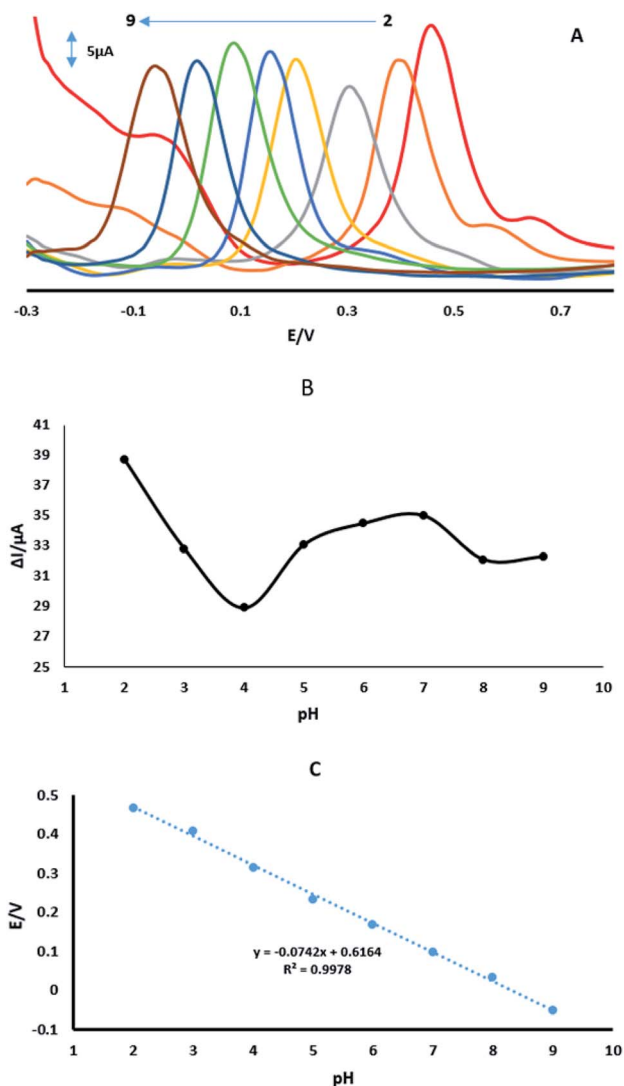 9 2
A
5μA
-0.3 -0.1 0.1 0.3 0.5 0.7
E/V
B
41
39
37
35
33
31
29
27
25
ΔI/μA
1 2 3 4 5 6 7 8 9 10
pH
C
0.5
0.4
0.3
0.2
0.1
0
-0.1
E/V
y = -0.0742x + 0.6164
R² = 0.9978
1 2 3 4 5 6 7 8 9 10
pH